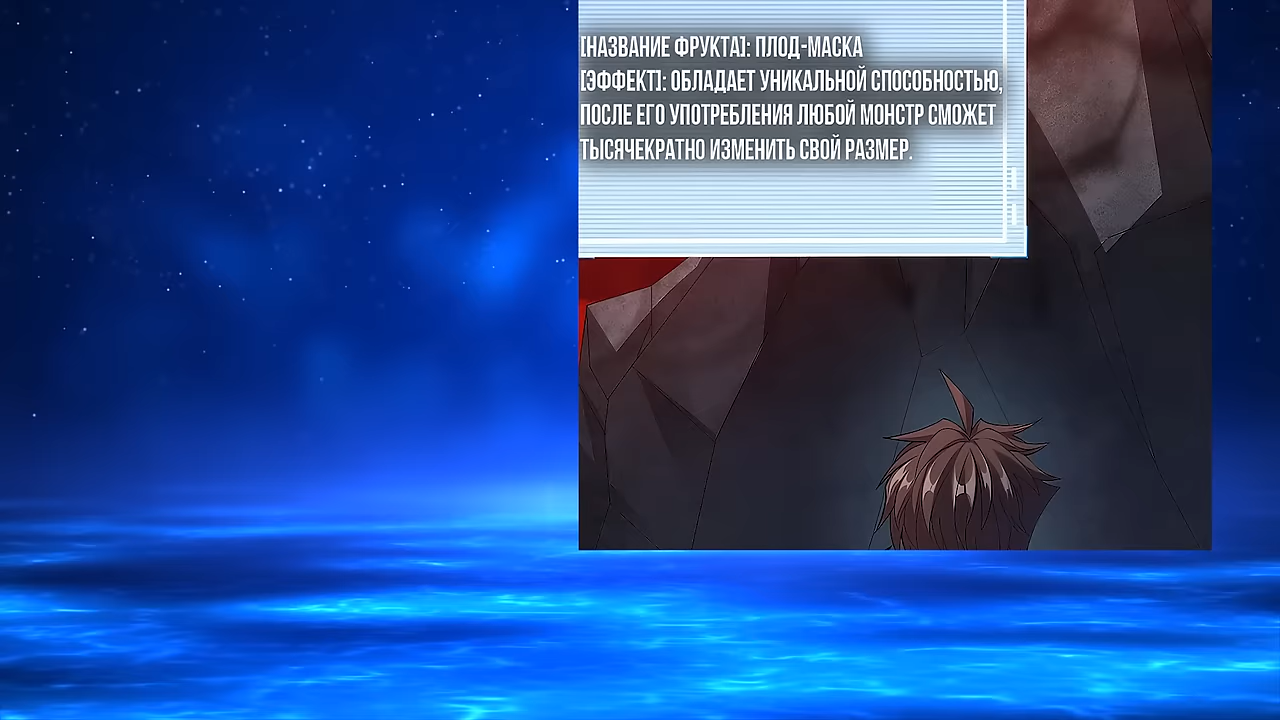 [НАЗВАНИЕ ФРУКТА]: ПЛОД-МАСКА
[ЭФФЕКТ]: ОБЛАДАЕТ УНИКАЛЬНОЙ СПОСОБНОСТЬЮ,
ПОСЛЕ ЕГО УПОТРЕБЛЕНИЯ ЛЮБОЙ МОНСТР СМОЖЕТ
ТЫСЯЧЕКРАТНО ИЗМЕНИТЬ СВОЙ РАЗМЕР.